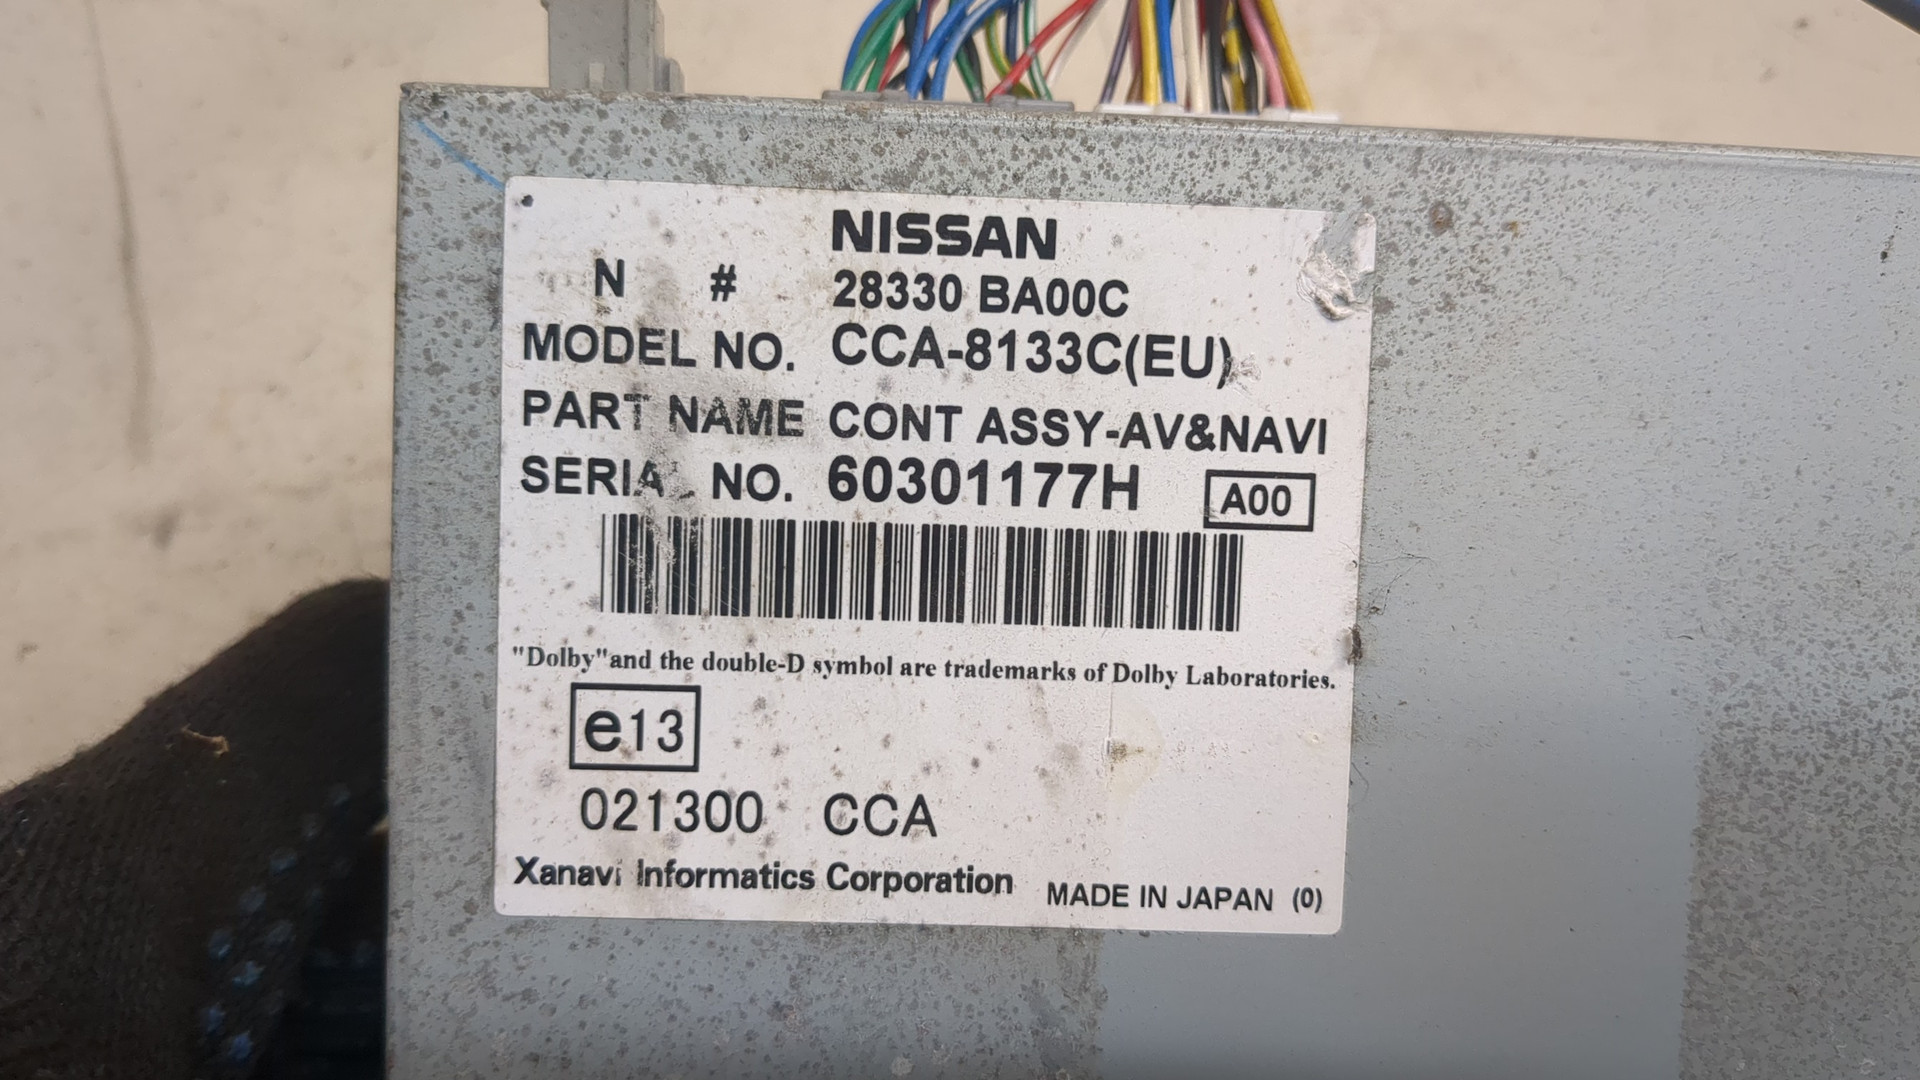 NISSAN
N # 28330 BA00C
MODEL NO. CCA-8133C(EU)
PART NAME CONT ASSY-AV&NAVI
SERIAL NO. 60301177H A00
"Dolby"and the double-D symbol are trademarks of Dolby Laboratories.
e13
021300 CCA
Xanavi Informatics Corporation MADE IN JAPAN (0)